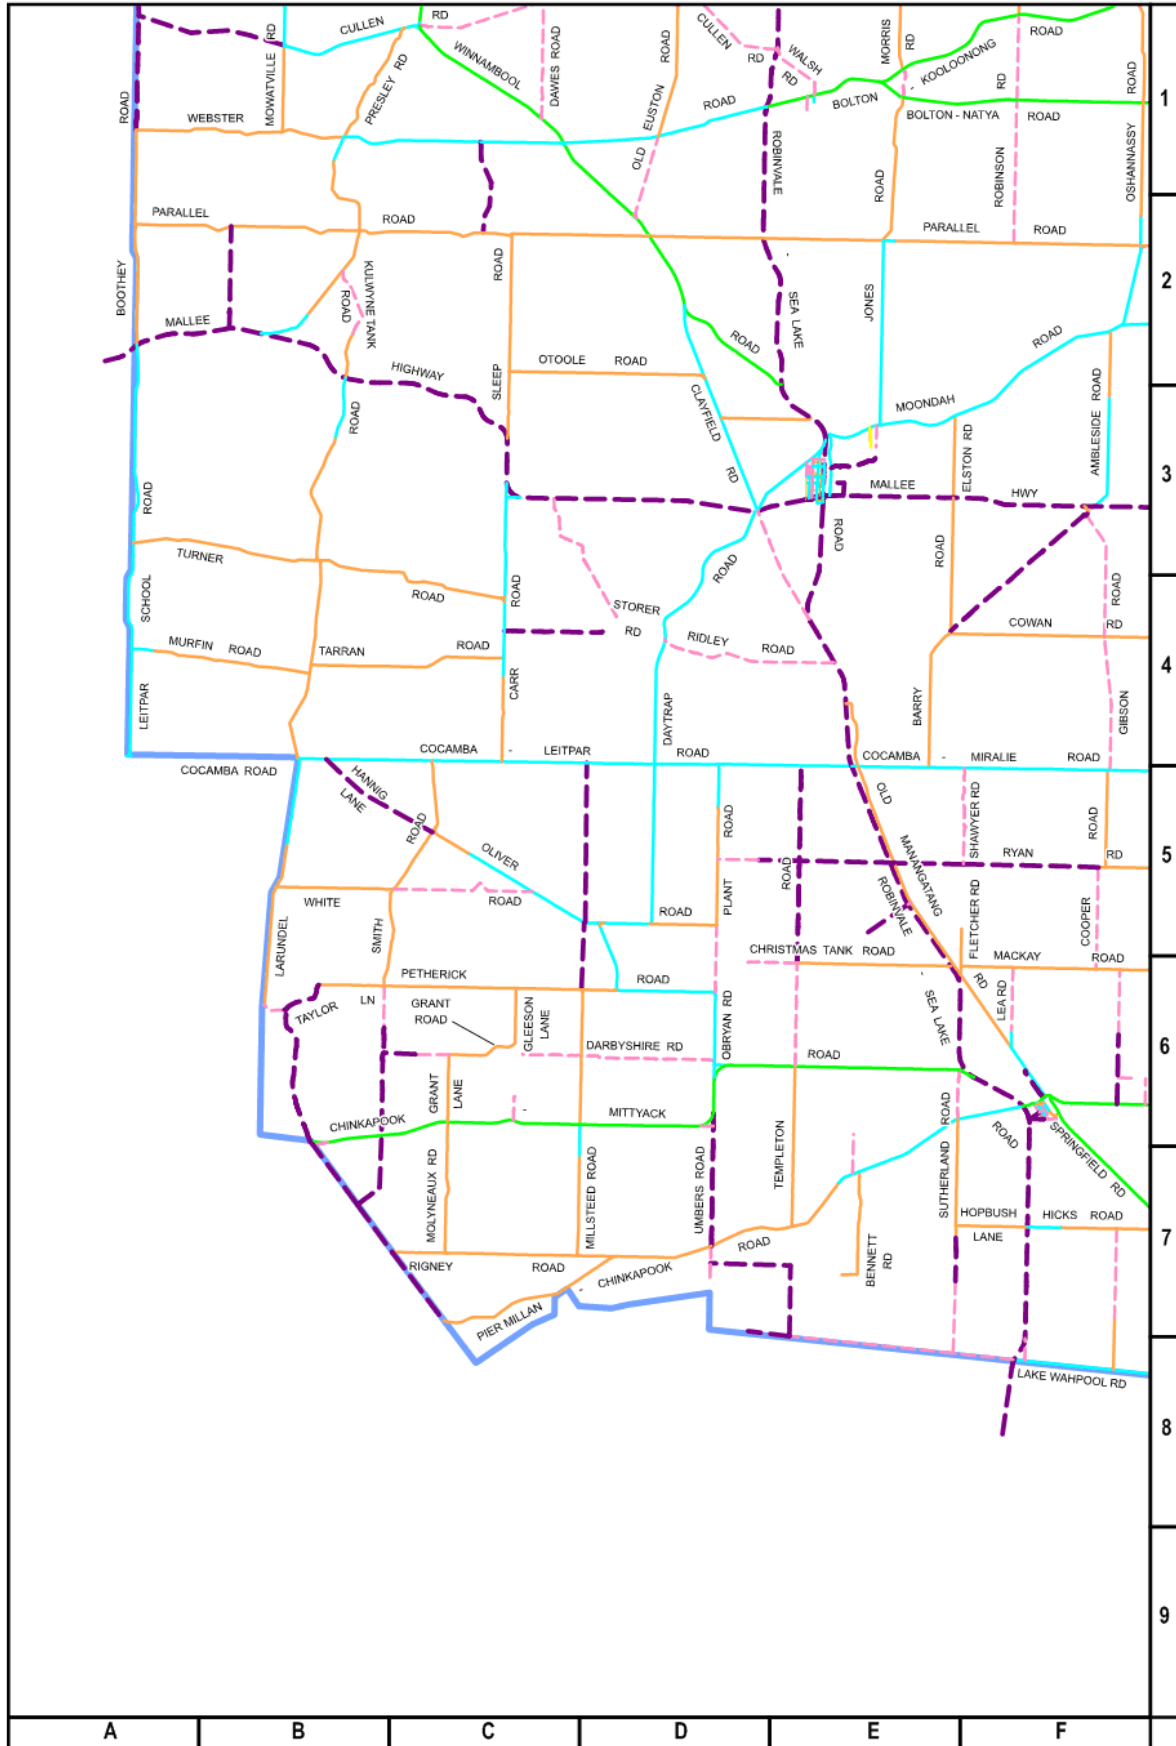 RD
CULLEN
WINNAMBOOL
DAWES ROAD
ROAD
CULLEN
RD
WALSH
RD
MORRIS
RD
KOOLOONONG
ROAD
ROAD
MOWATVILLE RD
PRESLEY RD
WEBSTER
EUSTON
OLD
ROAD
BOLTON
-
BOLTON - NATYA
ROAD
RD
ROBINSON
ROAD
OSHANNASSY
1
ROBINVALE
ROAD
PARALLEL
ROAD
PARALLEL
ROAD
ROAD
BOOTHEY
KULWYNE TANK
ROAD
MALLEE
HIGHWAY
ROAD
SLEEP
OTOOLE
ROAD
ROAD
-
SEA LAKE
JONES
ROAD
2
MOONDAH
ROAD
CLAYFIELD
RD
ELSTON RD
ROAD
AMBLESIDE
MALLEE
HWY
3
ROAD
TURNER
ROAD
ROAD
ROAD
ROAD
ROAD
SCHOOL
STORER
RD
RIDLEY
ROAD
COWAN
RD
ROAD
MURFIN
ROAD
TARRAN
ROAD
CARR
LEITPAR
DAYTRAP
BARRY
GIBSON
4
COCAMBA
-
LEITPAR
ROAD
COCAMBA
-
MIRALIE
ROAD
COCAMBA ROAD
HANNIG
LANE
ROAD
OLIVER
ROAD
OLD
MANANGATANG
SHAWYER RD
RYAN
ROAD
RD
5
ROAD
ROBINVALE
WHITE
ROAD
ROAD
PLANT
FLETCHER RD
COOPER
LARUNDEL
SMITH
CHRISTMAS TANK ROAD
MACKAY
ROAD
PETHERICK
ROAD
-
RD
TAYLOR
LN
GRANT
ROAD
GLEESON
LANE
DARBYSHIRE RD
OBRYAN RD
ROAD
SEA LAKE
LEA RD
6
GRANT
LANE
CHINKAPOOK
-
MITTYACK
ROAD
ROAD
SPRINGFIELD RD
MOLYNEAUX RD
MILLSTEED ROAD
UMBERS ROAD
TEMPLETON
SUTHERLAND
HOPBUSH
LANE
HICKS
ROAD
7
RIGNEY
ROAD
ROAD
BENNETT
RD
PIER MILLAN
-
CHINKAPOOK
LAKE WAHPOOL RD
8
9
A
B
C
D
E
F